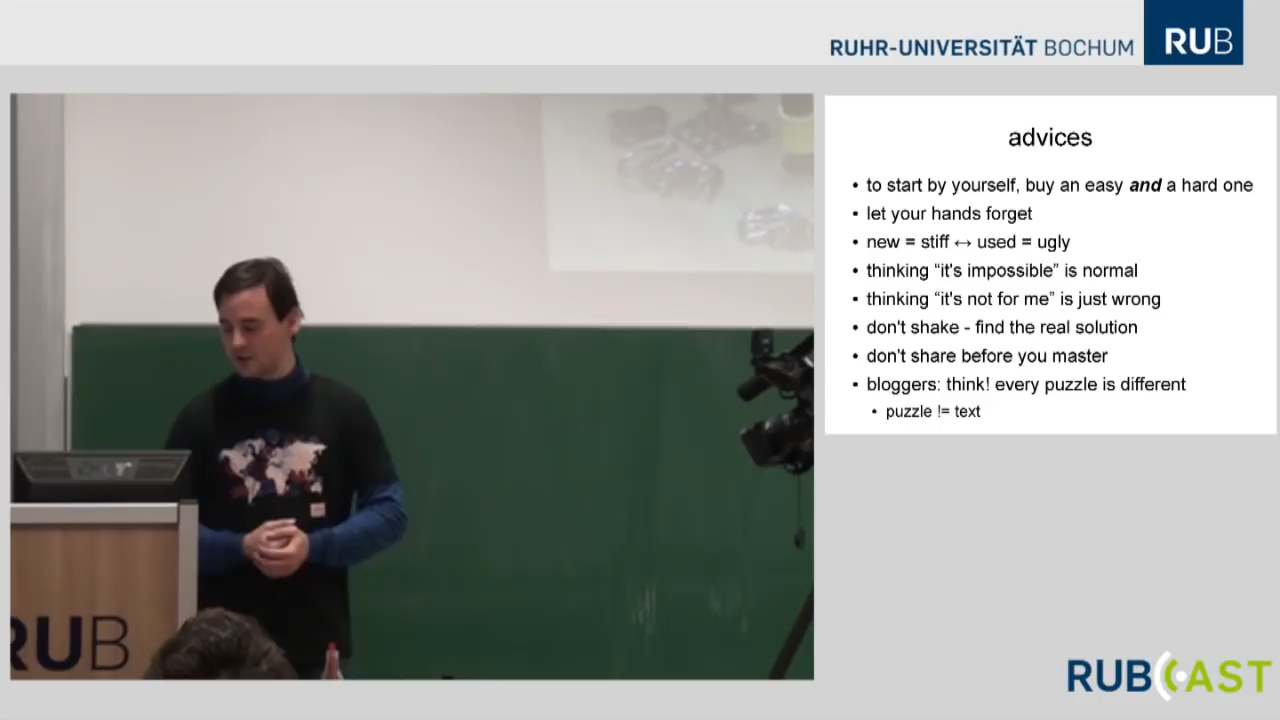 RUHR-UNIVERSITÄT BOCHUM
RUB
advices
• to start by yourself, buy an easy and a hard one
• let your hands forget
• new = stiff ↔ used = ugly
• thinking “it's impossible” is normal
• thinking “it's not for me” is just wrong
• don't shake - find the real solution
• don't share before you master
• bloggers: think! every puzzle is different
• puzzle != text
RUB
RUBCAST